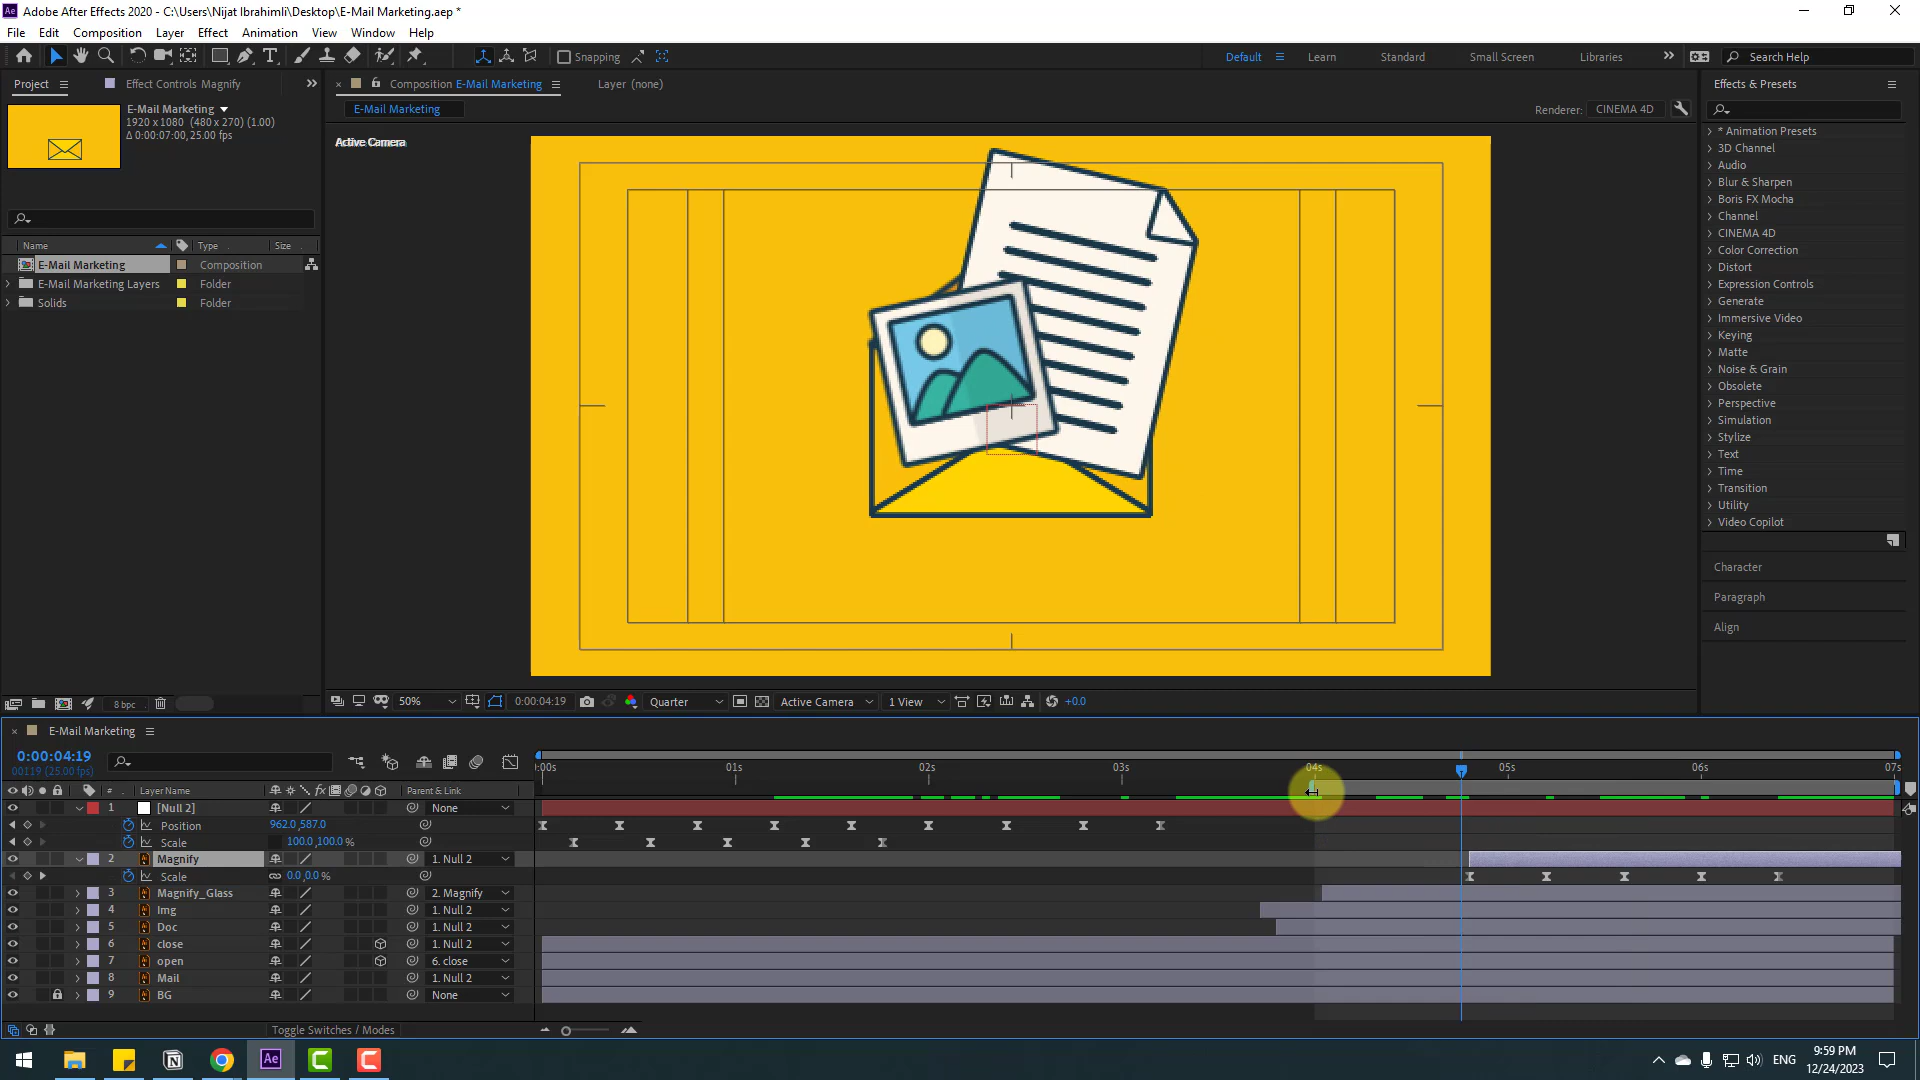 Adobe After Effects 2020 - C:\Users\Nijat Ibrahimli\Desktop\E-Mail Marketing.aep *
File Edit Composition Layer Effect Animation View Window Help
Snapping Default Learn Standard Small Screen Libraries Search Help
Project Effect Controls Magnify Composition E-Mail Marketing Layer (none) Effects & Presets
E-Mail Marketing
1920 x 1080 (480 x 270) (1.00)
Δ 0:00:07:00, 25.00 fps
E-Mail Marketing Renderer: CINEMA 4D
Active Camera
Name Type Size
E-Mail Marketing Composition
E-Mail Marketing Layers Folder
Solids Folder
* Animation Presets
3D Channel
Audio
Blur & Sharpen
Boris FX Mocha
Channel
CINEMA 4D
Color Correction
Distort
Expression Controls
Generate
Immersive Video
Keying
Matte
Noise & Grain
Obsolete
Perspective
Simulation
Stylize
Text
Time
Transition
Utility
Video Copilot
Character
Paragraph
Align
8 bpc 50% 0:00:04:19 Quarter Active Camera 1 View +0.0
E-Mail Marketing
0:00:04:19
00119 (25.00 fps)
:00s 01s 02s 03s 04s 05s 06s 07s
# Layer Name Parent & Link
1 [Null 2] None
Position 962.0,587.0
Scale 100.0,100.0 %
2 Magnify 1. Null 2
Scale 0.0,0.0 %
3 Magnify_Glass 2. Magnify
4 Img 1. Null 2
5 Doc 1. Null 2
6 close 1. Null 2
7 open 6. close
8 Mail 1. Null 2
9 BG None
Toggle Switches / Modes
Ae ENG 9:59 PM
12/24/2023